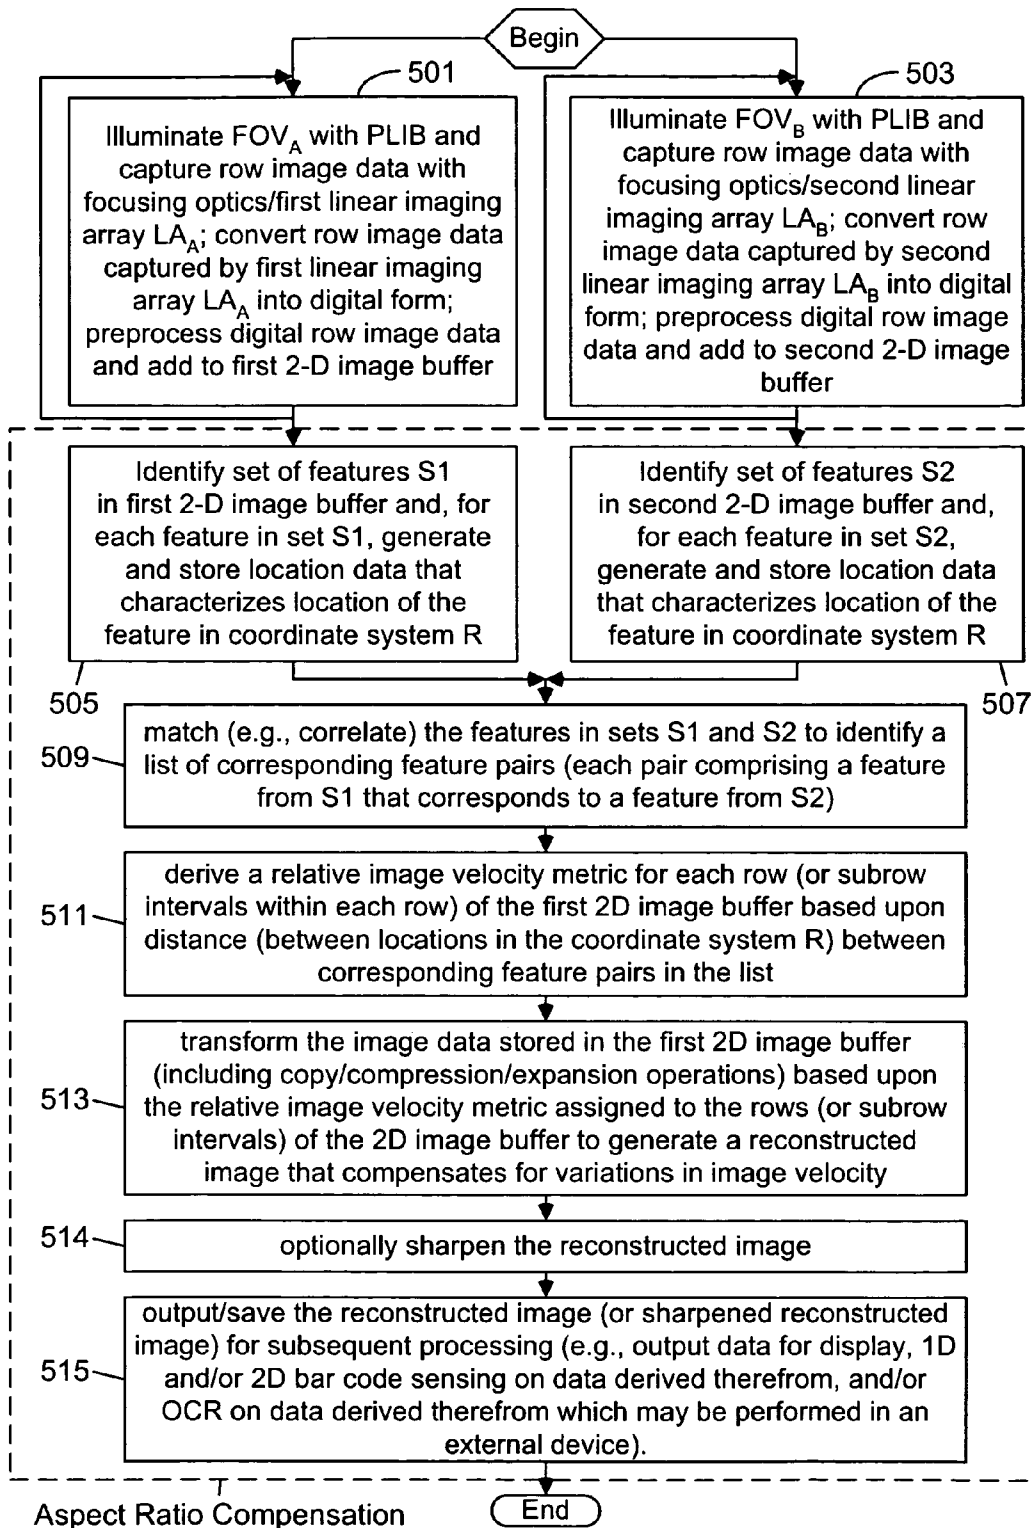 Begin
501
Illuminate FOVA with PLIB and
capture row image data with
focusing optics/first linear imaging
array LAA; convert row image data
captured by first linear imaging
array LAA into digital form;
preprocess digital row image data
and add to first 2-D image buffer
503
Illuminate FOVB with PLIB and
capture row image data with
focusing optics/second linear
imaging array LAB; convert row
image data captured by second
linear imaging array LAB into digital
form; preprocess digital row image
data and add to second 2-D image
buffer
Identify set of features S1
in first 2-D image buffer and, for
each feature in set S1, generate
and store location data that
characterizes location of the
feature in coordinate system R
505
Identify set of features S2
in second 2-D image buffer and,
for each feature in set S2,
generate and store location data
that characterizes location of the
feature in coordinate system R
507
509
match (e.g., correlate) the features in sets S1 and S2 to identify a
list of corresponding feature pairs (each pair comprising a feature
from S1 that corresponds to a feature from S2)
511
derive a relative image velocity metric for each row (or subrow
intervals within each row) of the first 2D image buffer based upon
distance (between locations in the coordinate system R) between
corresponding feature pairs in the list
513
transform the image data stored in the first 2D image buffer
(including copy/compression/expansion operations) based upon
the relative image velocity metric assigned to the rows (or subrow
intervals) of the 2D image buffer to generate a reconstructed
image that compensates for variations in image velocity
514
optionally sharpen the reconstructed image
515
output/save the reconstructed image (or sharpened reconstructed
image) for subsequent processing (e.g., output data for display, 1D
and/or 2D bar code sensing on data derived therefrom, and/or
OCR on data derived therefrom which may be performed in an
external device).
Aspect Ratio Compensation
End